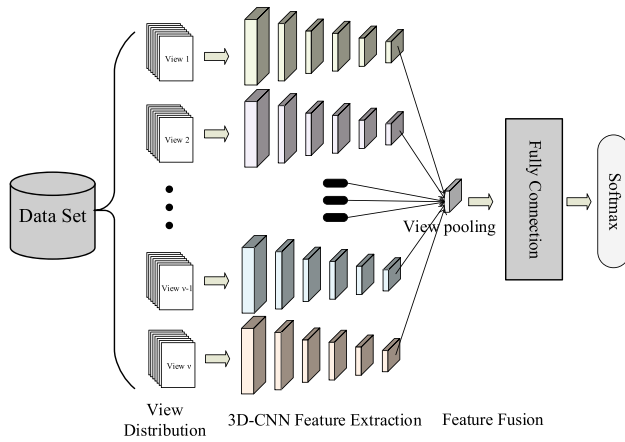 View 1
View 2
Data Set
View v-1
View v
View pooling
Fully Connection
Softmax
View
Distribution
3D-CNN Feature Extraction
Feature Fusion